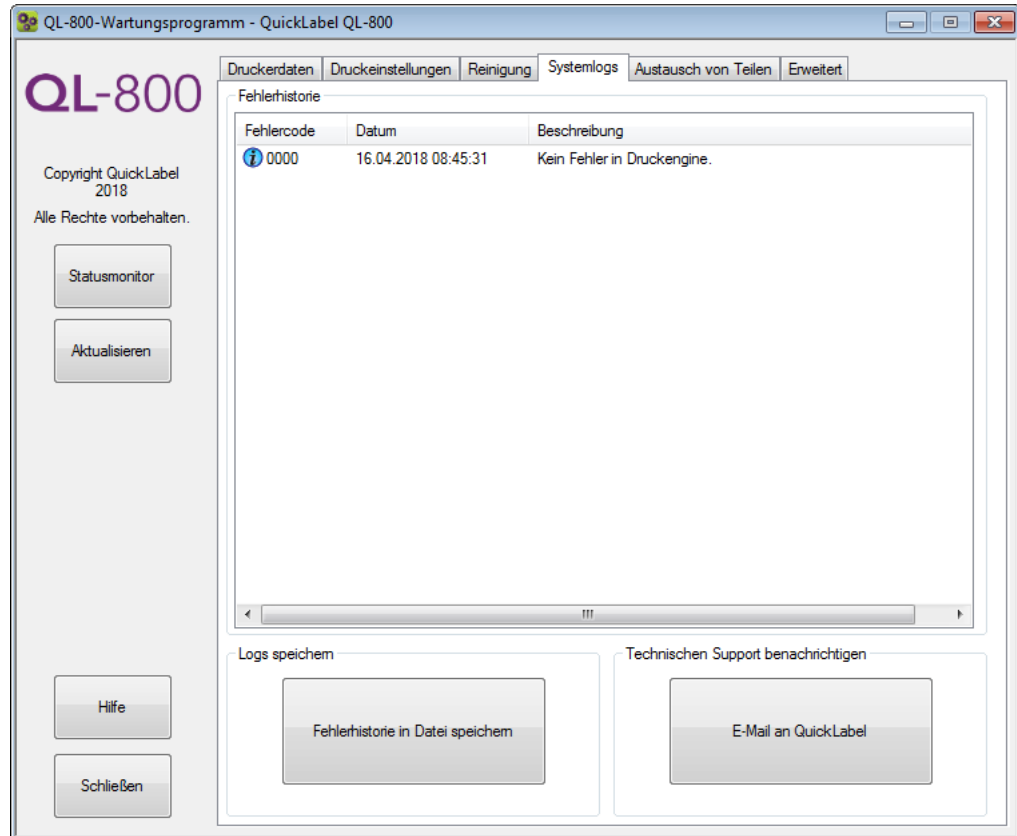 QL-800-Wartungsprogramm - QuickLabel QL-800
QL-800
Copyright QuickLabel
2018
Alle Rechte vorbehalten.
Statusmonitor
Aktualisieren
Hilfe
Schließen
Druckerdaten Druckeinstellungen Reinigung Systemlogs Austausch von Teilen Erweitert
Fehlerhistorie
Fehlercode Datum Beschreibung
0000 16.04.2018 08:45:31 Kein Fehler in Druckengine.
Logs speichern
Fehlerhistorie in Datei speichern
Technischen Support benachrichtigen
E-Mail an QuickLabel